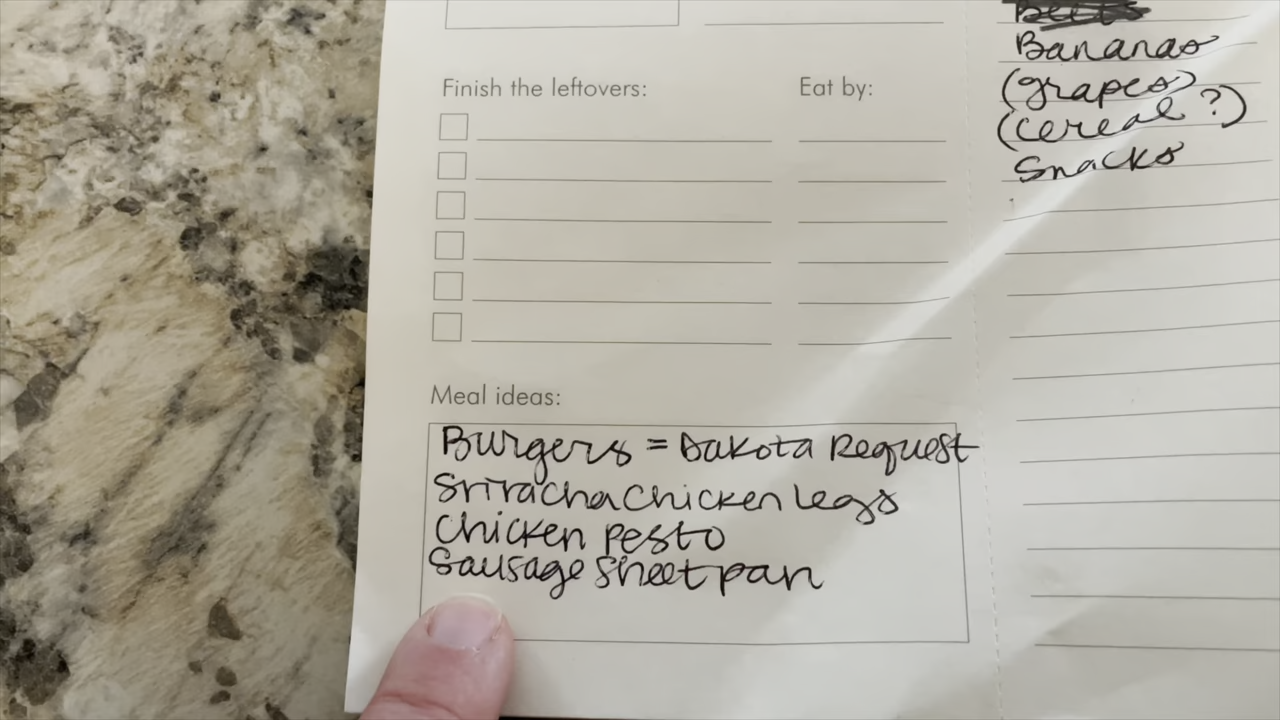 Finish the leftovers:
Eat by:
Meal ideas:
Burgers = Dakota Request
Sriracha Chicken legs
Chicken pesto
Sausage Sheet pan
Beets
Bananas
(grapes)
(cereal?)
Snacks